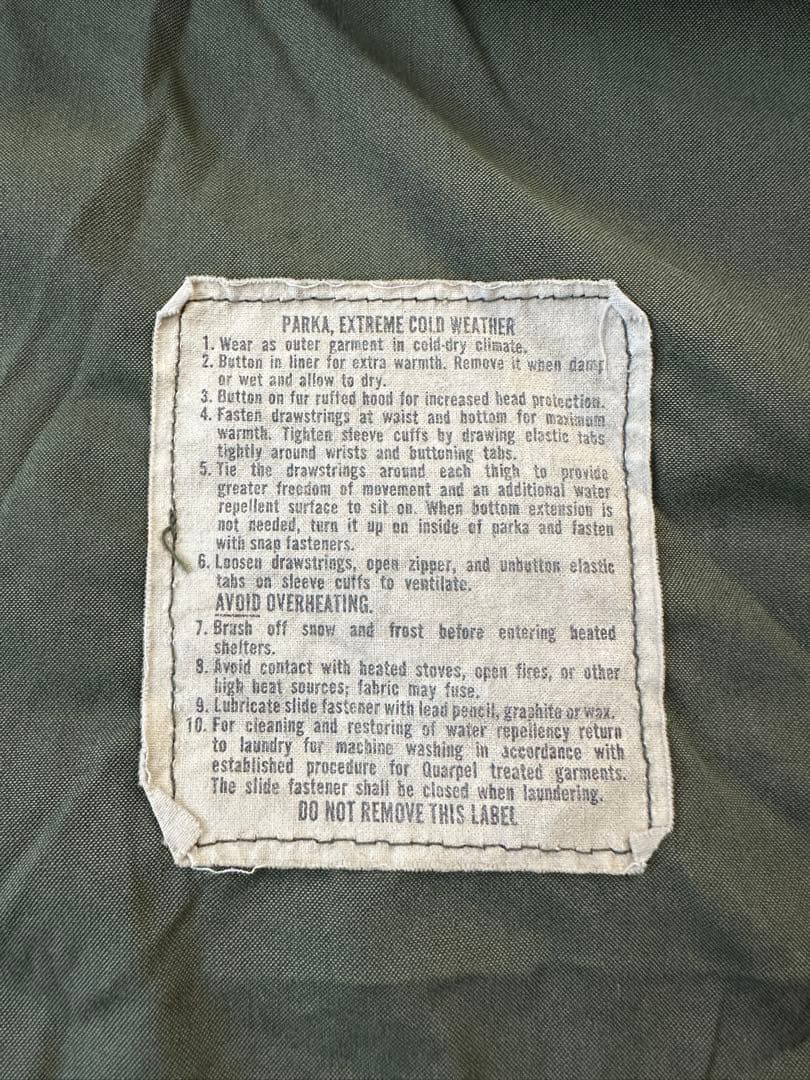 PARKA, EXTREME COLD WEATHER
1. Wear as outer garment in cold-dry climate.
2. Button in liner for extra warmth. Remove it when damp
or wet and allow to dry.
3. Button on fur ruffed hood for increased head protection.
4. Fasten drawstrings at waist and bottom for maximum
warmth. Tighten sleeve cuffs by drawing elastic tabs
tightly around wrists and buttoning tabs.
5. Tie the drawstrings around each thigh to provide
greater freedom of movement and an additional water
repellent surface to sit on. When bottom extension is
not needed, turn it up on inside of parka and fasten
with snap fasteners.
6. Loosen drawstrings, open zipper, and unbutton elastic
tabs on sleeve cuffs to ventilate.
AVOID OVERHEATING.
7. Brush off snow and frost before entering heated
shelters.
8. Avoid contact with heated stoves, open fires, or other
high heat sources; fabric may fuse.
9. Lubricate slide fastener with lead pencil, graphite or wax.
10. For cleaning and restoring of water repellency return
to laundry for machine washing in accordance with
established procedure for Quarpel treated garments.
The slide fastener shall be closed when laundering.
DO NOT REMOVE THIS LABEL